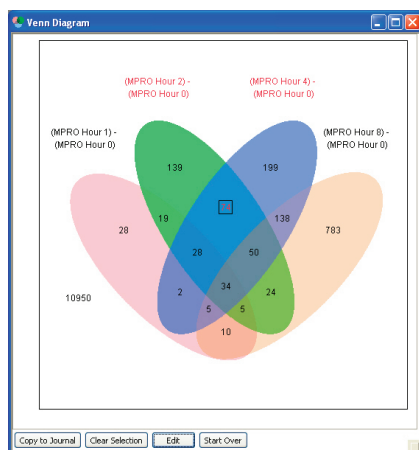 Venn Diagram
(MPRO Hour 2) -
(MPRO Hour 0)
(MPRO Hour 4) -
(MPRO Hour 0)
(MPRO Hour 1) -
(MPRO Hour 0)
(MPRO Hour 8) -
(MPRO Hour 0)
139
199
19
138
28
783
28
50
10950
2
34
24
5
5
10
Copy to Journal
Clear Selection
Edit
Start Over